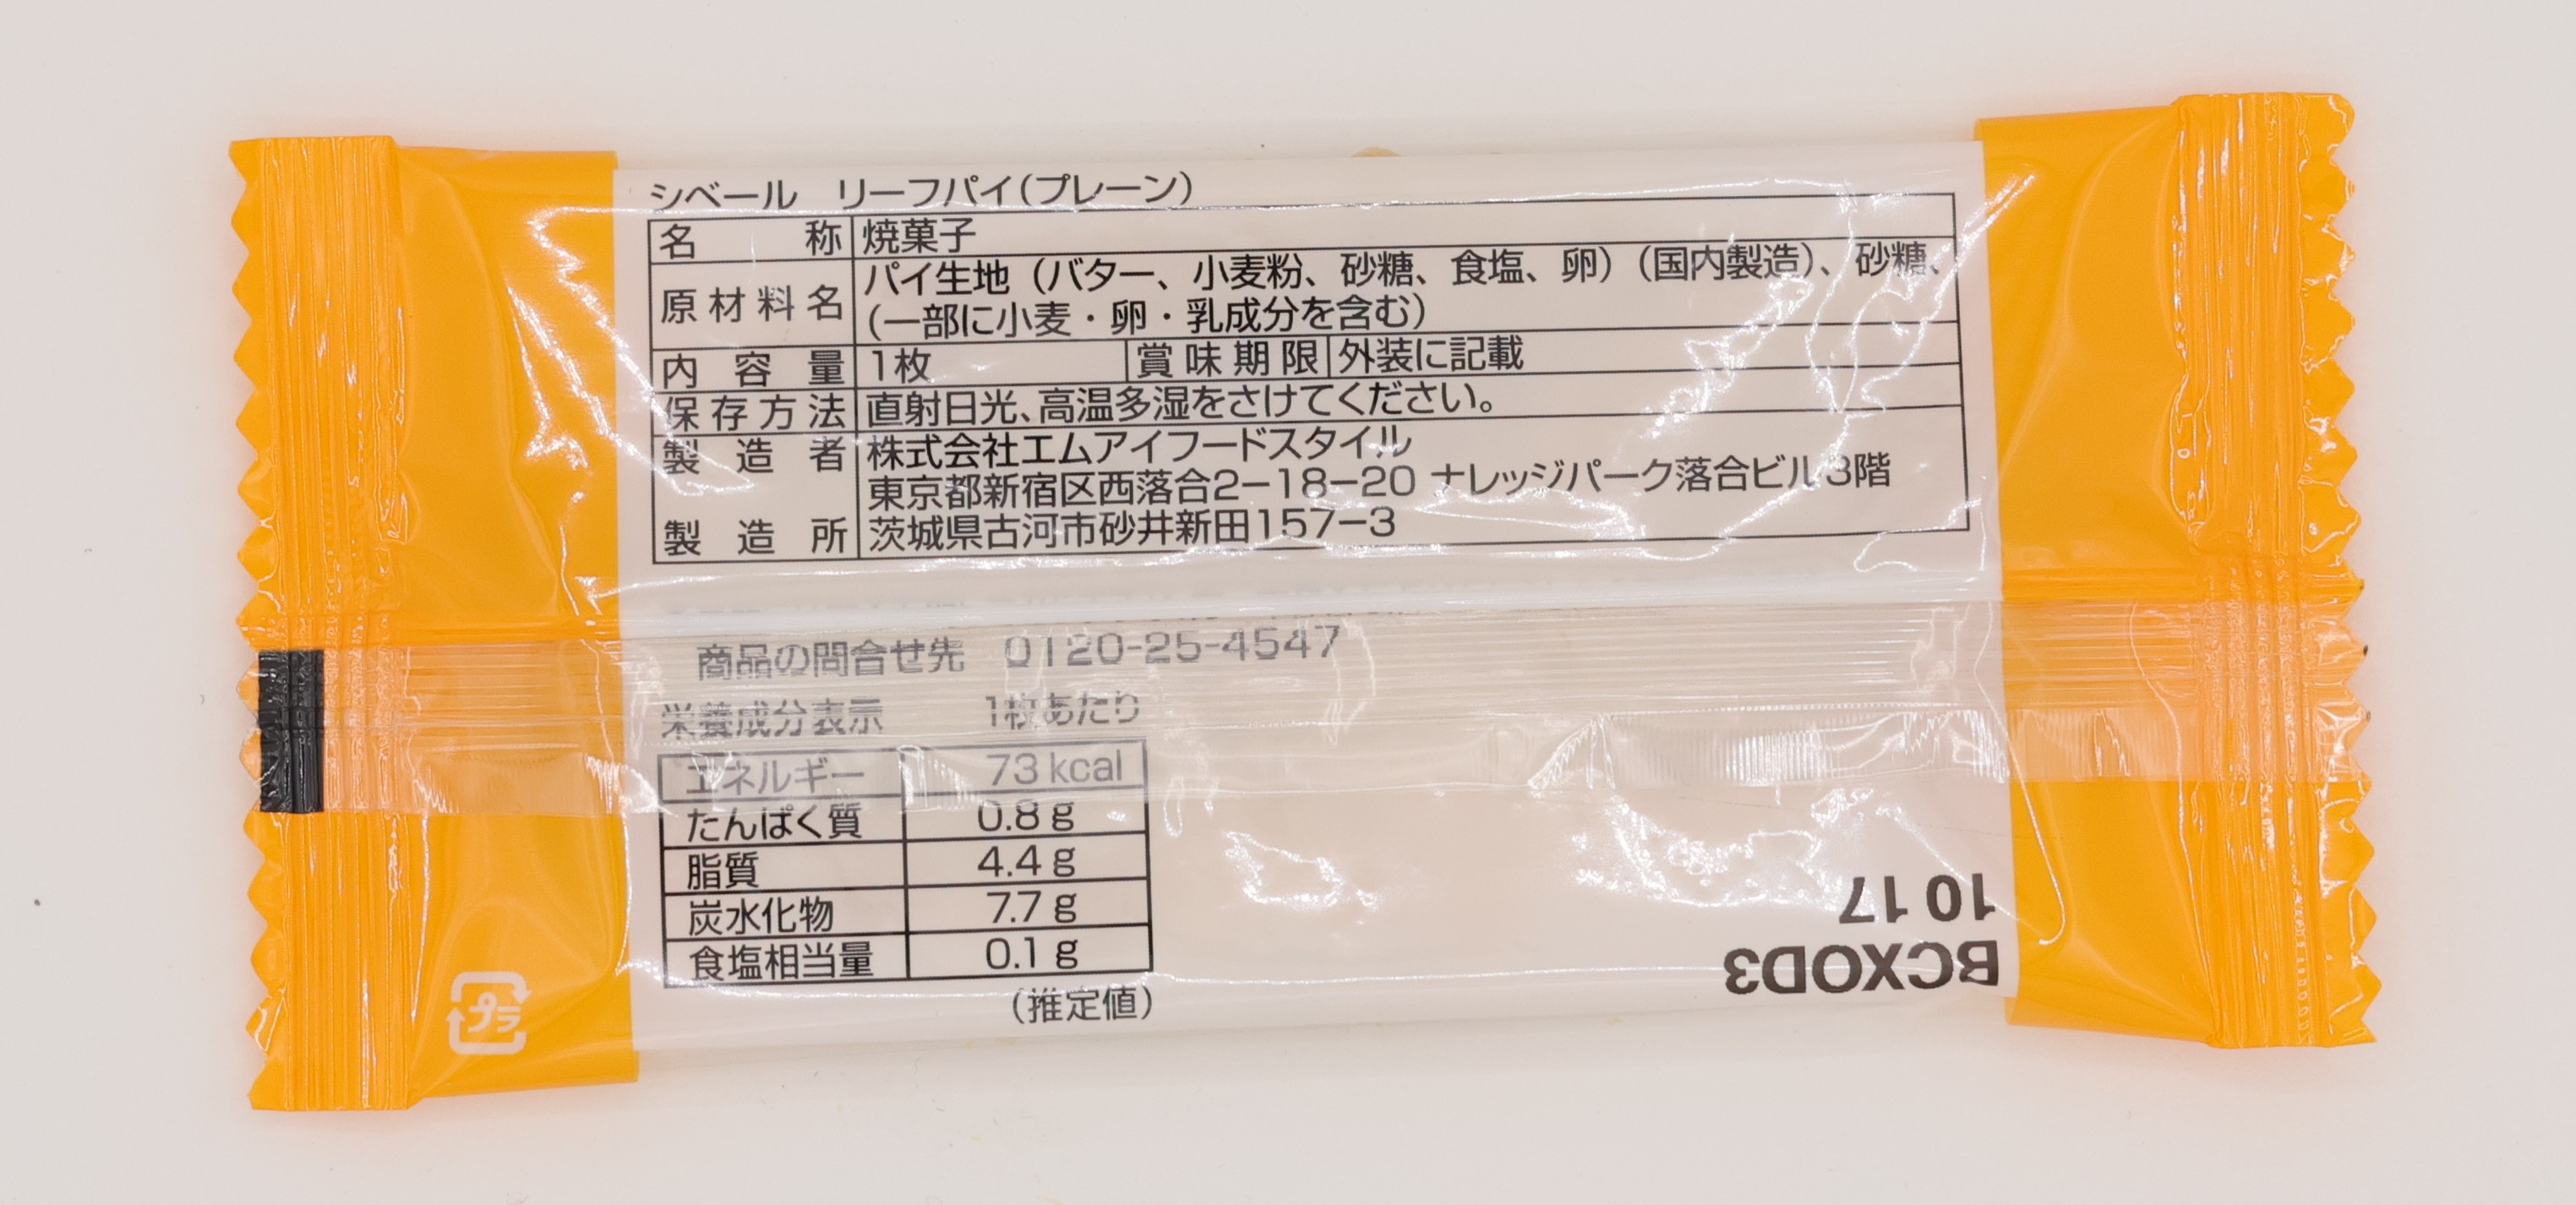 シベール　リーフパイ(プレーン)
名称 焼菓子
原材料名 パイ生地(バター、小麦粉、砂糖、食塩、卵)(国内製造)、砂糖、
(一部に小麦・卵・乳成分を含む)
内容量 1枚 賞味期限 外装に記載
保存方法 直射日光、高温多湿をさけてください。
製造者 株式会社エムアイフードスタイル
東京都新宿区西落合2-18-20 ナレッジパーク落合ビル3階
製造所 茨城県古河市砂井新田157-3
商品の問合せ先 0120-25-4547
栄養成分表示 1枚あたり
エネルギー 73 kcal
たんぱく質 0.8 g
脂質 4.4 g
炭水化物 7.7 g
食塩相当量 0.1 g
(推定値)
プラ
BCXOD3
10 17